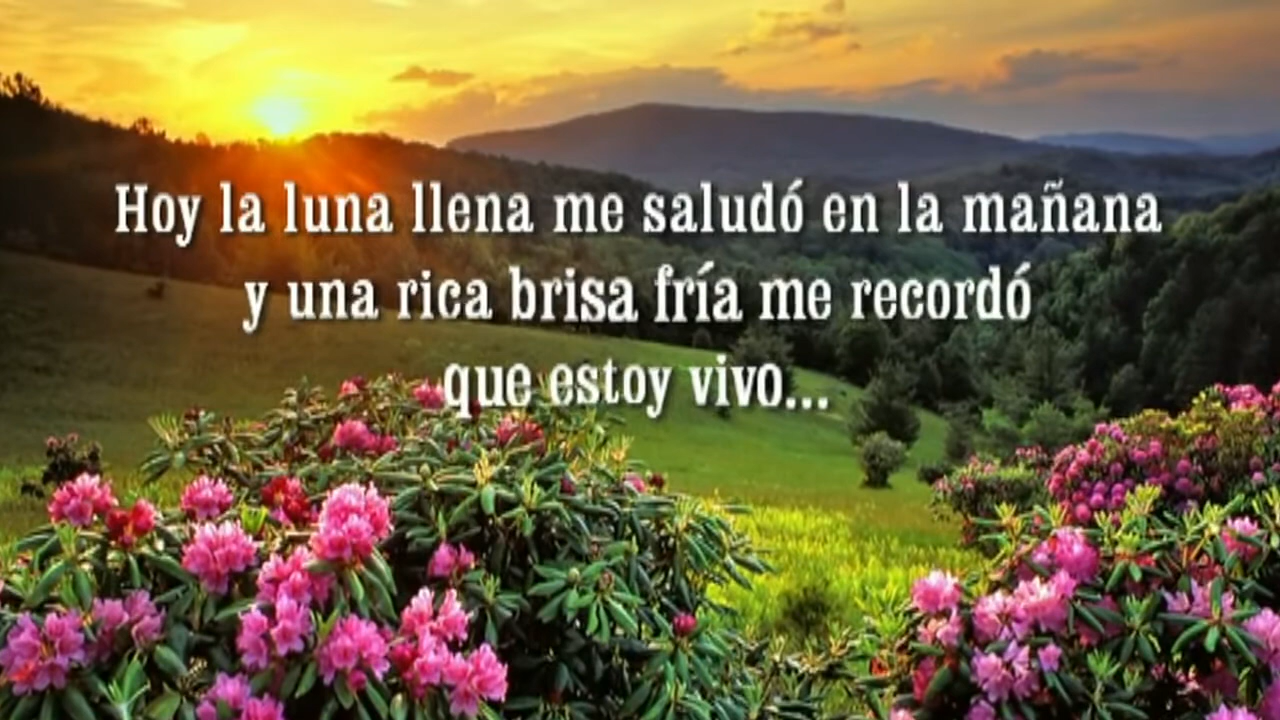 Hoy la luna llena me saludó en la mañana
y una rica brisa fría me recordó
que estoy vivo...